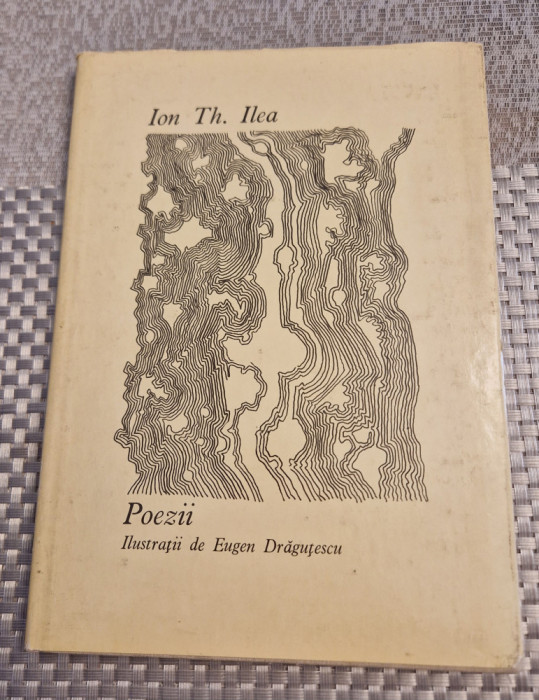 Ion Th. Ilea
Poezii
Ilustrații de Eugen Drăguțescu